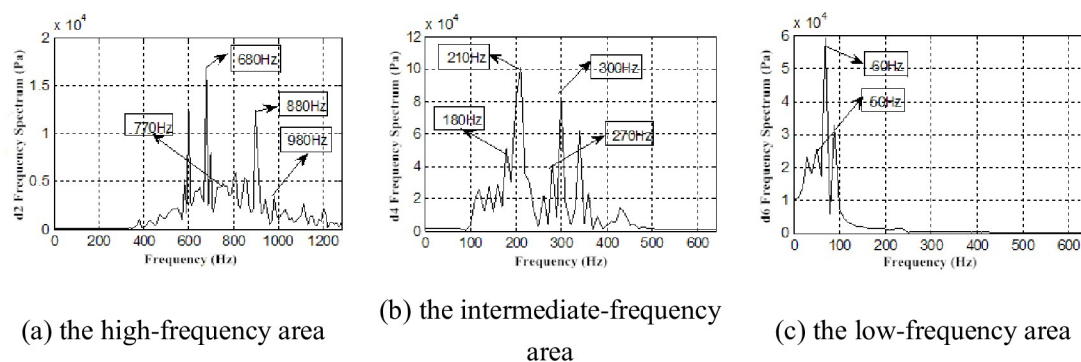 x 10⁴
2
1.5
1
0.5
0
680Hz
880Hz
770Hz
980Hz
0 200 400 600 800 1000 1200
Frequency (Hz)
d2 Frequency Spectrum (Pa)
(a) the high-frequency area
x 10⁴
12
10
8
6
4
2
0
210Hz
300Hz
180Hz
270Hz
0 100 200 300 400 500 600
Frequency (Hz)
d4 Frequency Spectrum (Pa)
(b) the intermediate-frequency
area
x 10⁴
6
5
4
3
2
1
0
60Hz
50Hz
0 100 200 300 400 500 600
Frequency (Hz)
d6 Frequency Spectrum (Pa)
(c) the low-frequency area